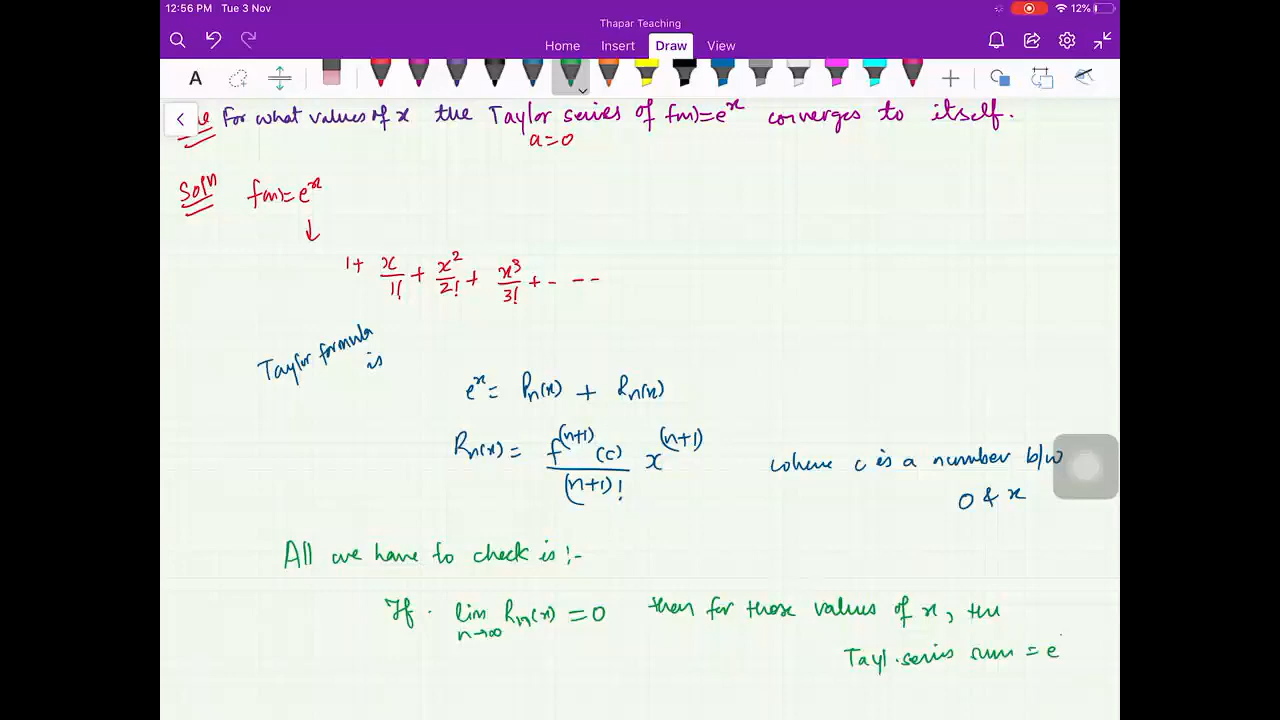 12:56 PM Tue 3 Nov
12%
Thapar Teaching
Home Insert Draw View
A
For what values of x the Taylor series of f(x)=e^x converges to itself.
a=0
Soln f(x)=e^x
↓
1+ x/1! + x^2/2! + x^3/3! + - - -
Taylor formula
is
e^x = Pn(x) + Rn(x)
Rn(x) = f^(n+1)(c)/(n+1)! x^(n+1) where c is a number b/w
0 & x
All we have to check is :-
If lim n→∞ Rn(x) = 0 then for those values of x, the
Tayl. series sum = e